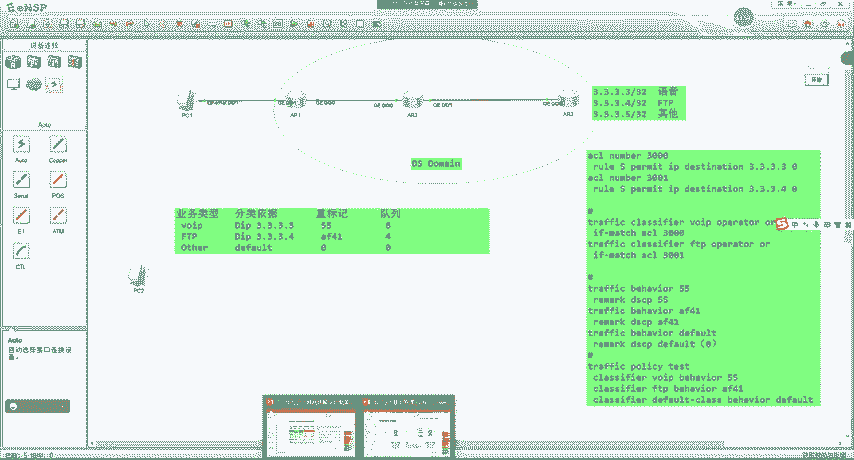 eNSP
设备连接
Auto
Auto Copper
Serial POS
E1 ATM
CTL
Auto
自动选择接口连接设备。
PC1
AR1
AR2
AR3
PC2
DS Domain
3.3.3.3/32 语音
3.3.3.4/32 FTP
3.3.3.5/32 其他
业务类型 分类依据 重标记 队列
voip Dip 3.3.3.3 55 6
FTP Dip 3.3.3.4 af41 4
Other default 0 0
acl number 3000
rule 5 permit ip destination 3.3.3.3 0
acl number 3001
rule 5 permit ip destination 3.3.3.4 0
#
traffic classifier voip operator or
if-match acl 3000
traffic classifier ftp operator or
if-match acl 3001
#
traffic behavior 55
remark dscp 55
traffic behavior af41
remark dscp af41
traffic behavior default
remark dscp default (0)
#
traffic policy test
classifier voip behavior 55
classifier ftp behavior af41
classifier default-class behavior default